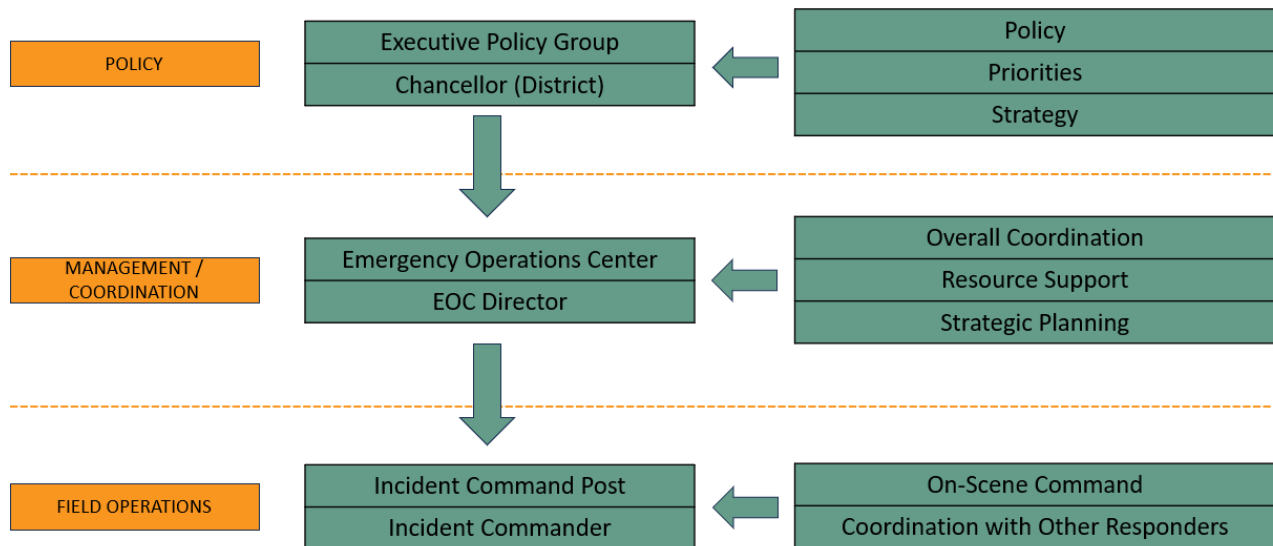 POLICY
Executive Policy Group
Chancellor (District)
Policy
Priorities
Strategy
MANAGEMENT /
COORDINATION
Emergency Operations Center
EOC Director
Overall Coordination
Resource Support
Strategic Planning
FIELD OPERATIONS
Incident Command Post
Incident Commander
On-Scene Command
Coordination with Other Responders